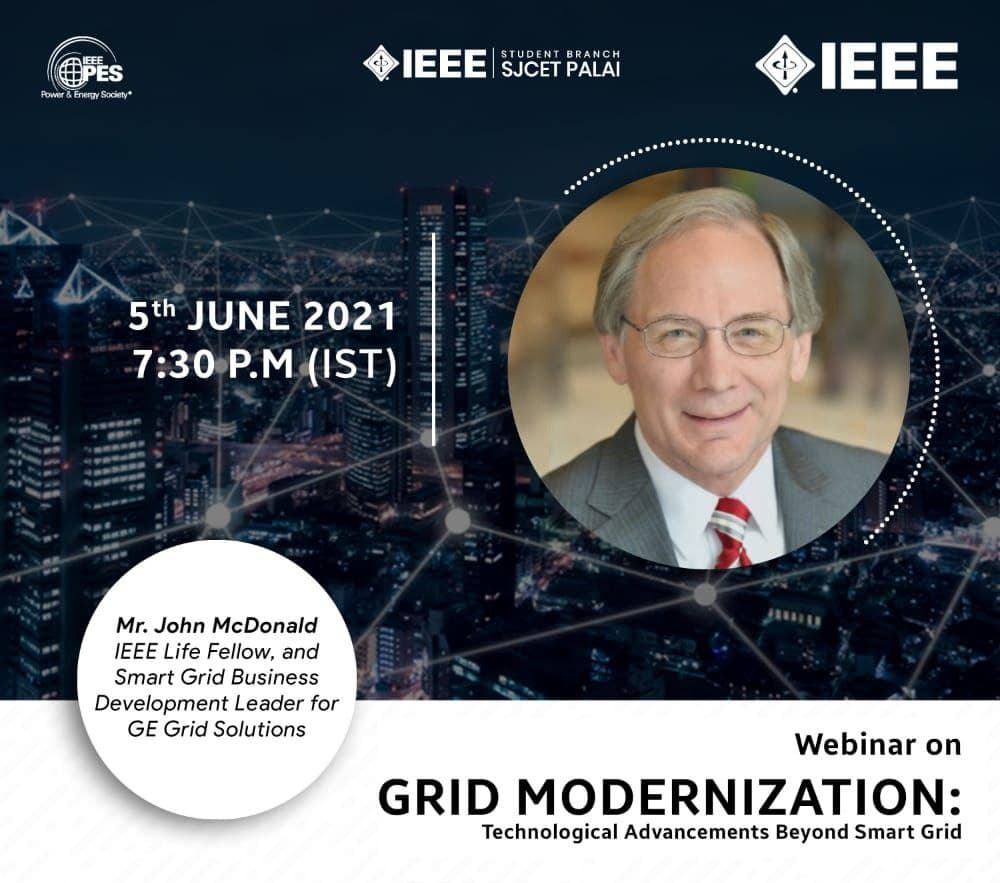 IEEE
PES
Power & Energy Society®
IEEE
STUDENT BRANCH
SJCET PALAI
IEEE
5th JUNE 2021
7:30 P.M (IST)
Mr. John McDonald
IEEE Life Fellow, and
Smart Grid Business
Development Leader for
GE Grid Solutions
Webinar on
GRID MODERNIZATION:
Technological Advancements Beyond Smart Grid